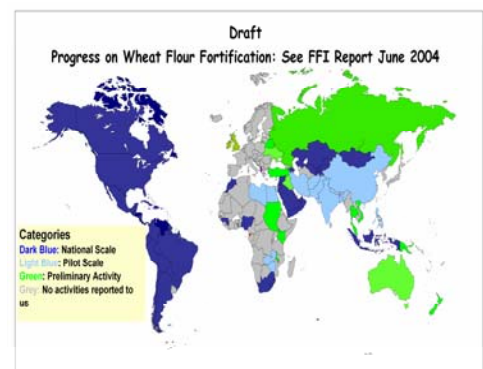 Draft
Progress on Wheat Flour Fortification: See FFI Report June 2004
Categories
Dark Blue: National Scale
Light Blue: Pilot Scale
Green: Preliminary Activity
Grey: No activities reported to
us